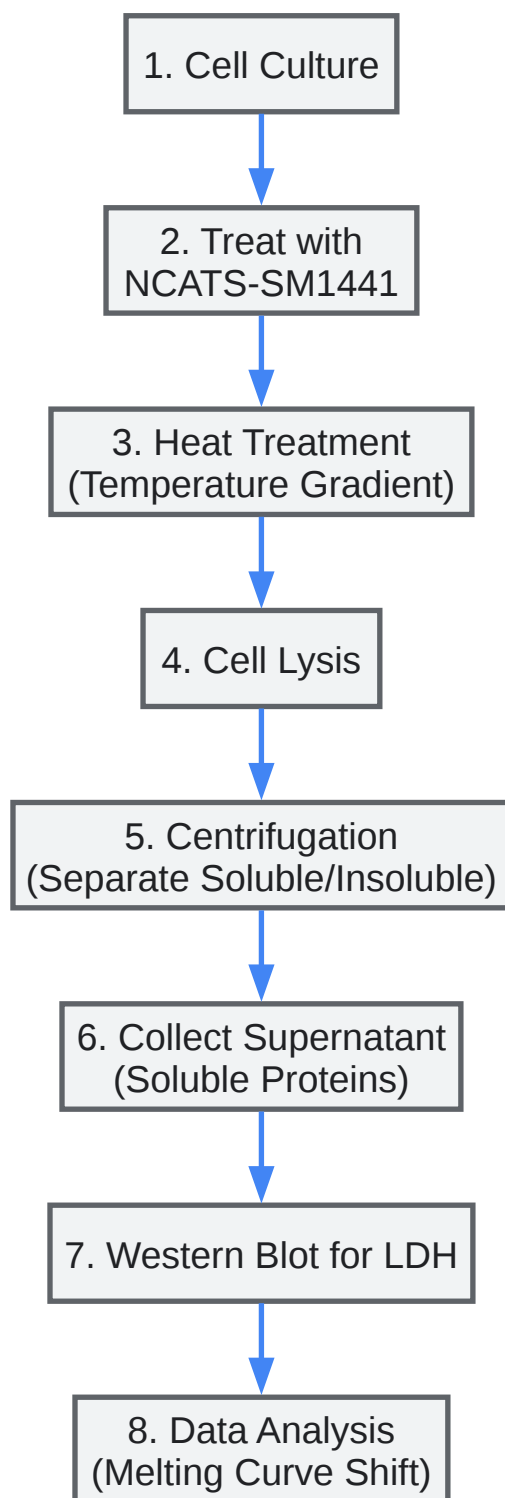 1. Cell Culture
2. Treat with
NCATS-SM1441
3. Heat Treatment
(Temperature Gradient)
4. Cell Lysis
5. Centrifugation
(Separate Soluble/Insoluble)
6. Collect Supernatant
(Soluble Proteins)
7. Western Blot for LDH
8. Data Analysis
(Melting Curve Shift)